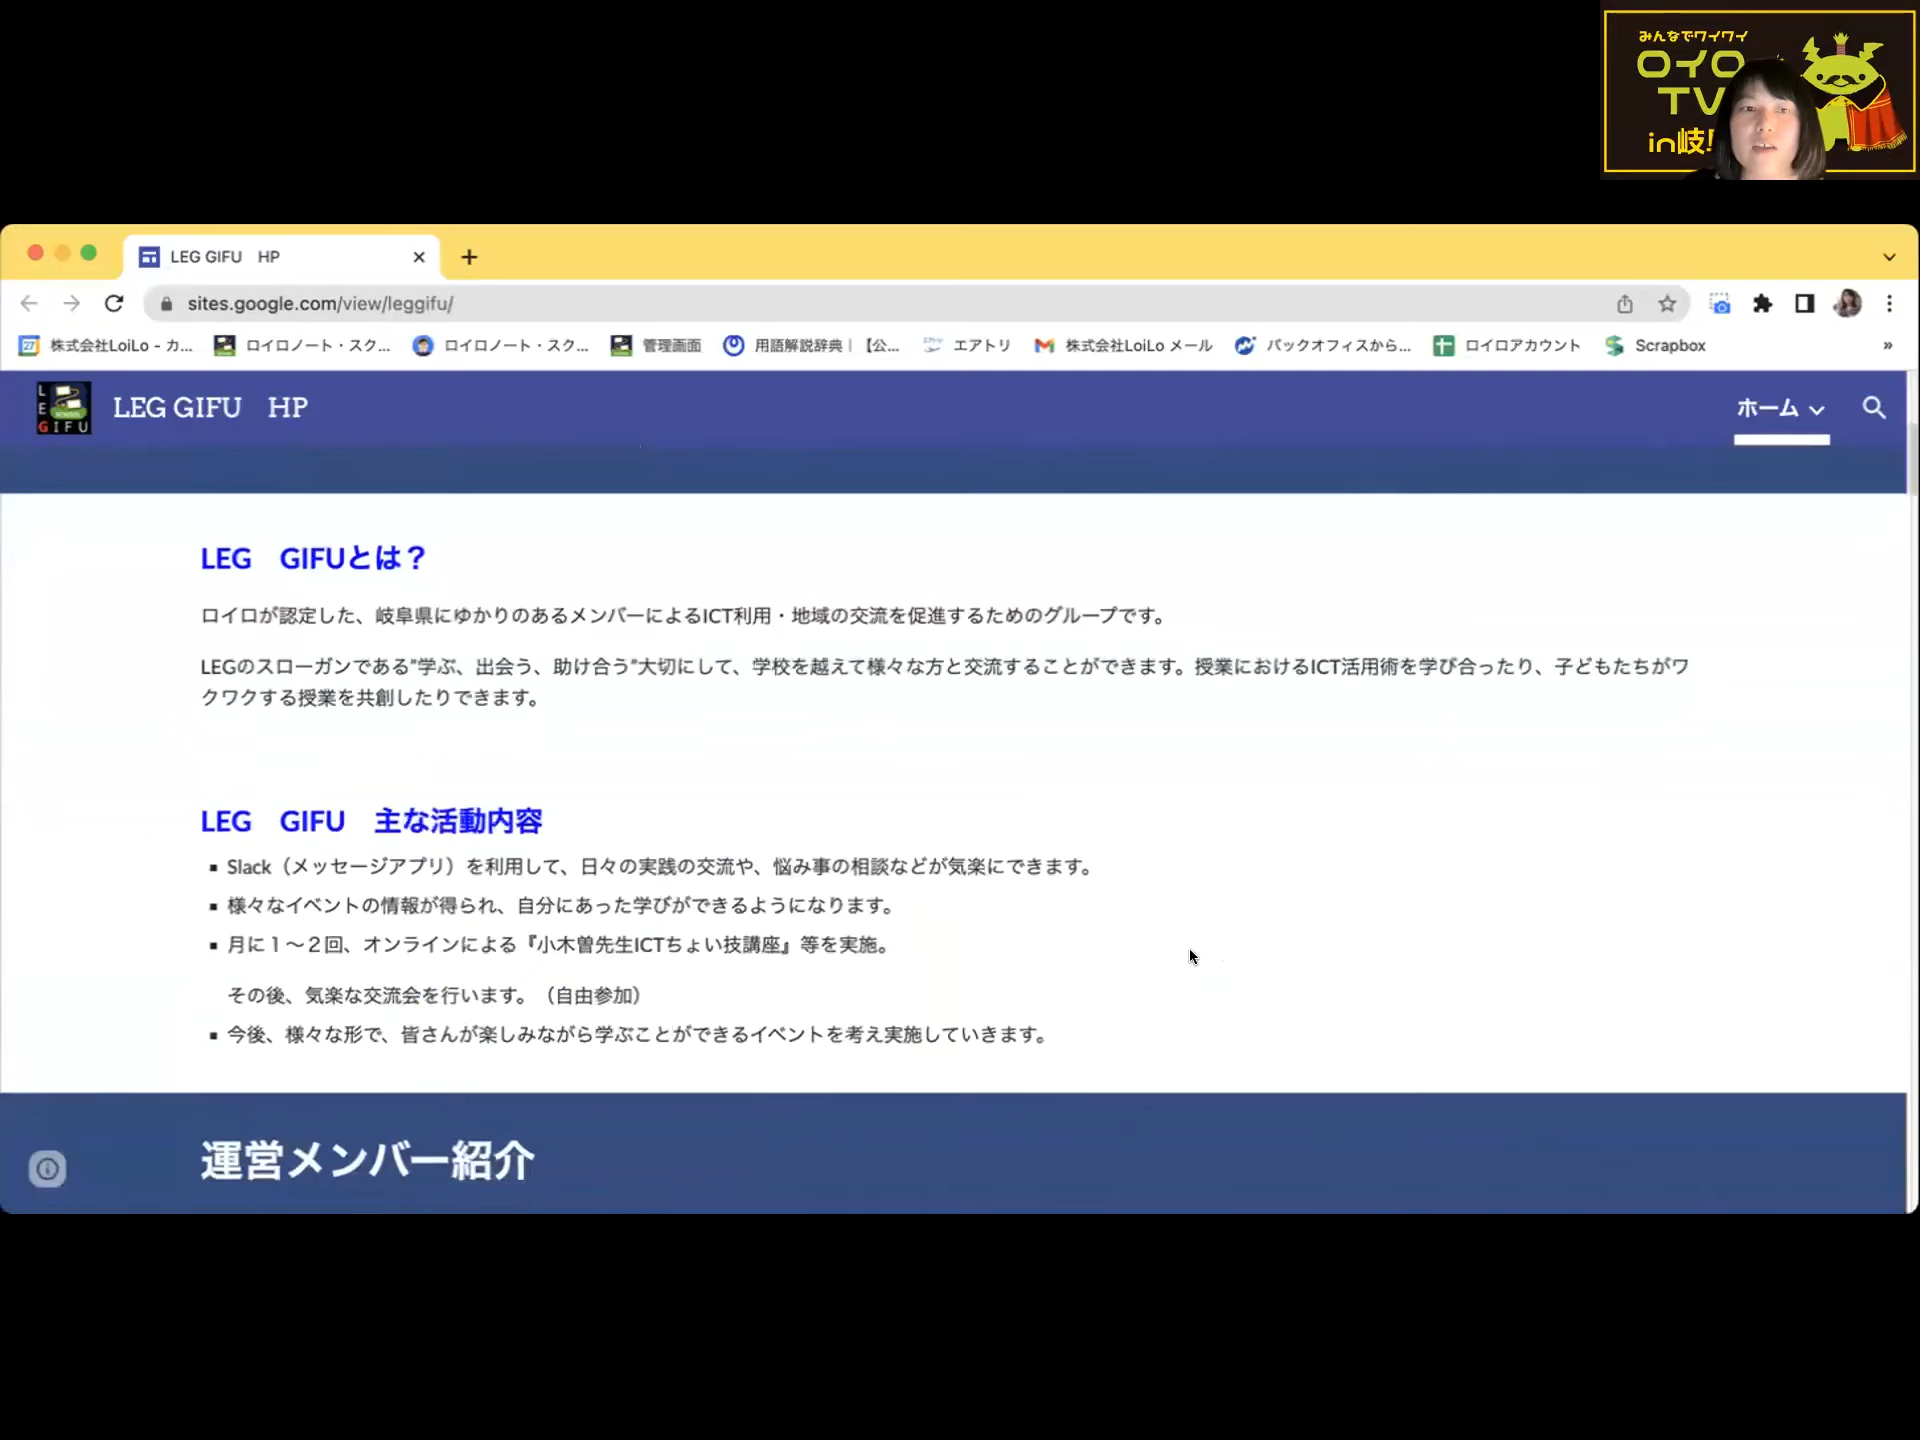 みんなでワイワイ
ロイロ
TV
in岐
LEG GIFU　HP
sites.google.com/view/leggifu/
株式会社LoiLo - カ... ロイロノート・スク... ロイロノート・スク... 管理画面 用語解説辞典｜【公... エアトリ 株式会社LoiLo メール バックオフィスから... ロイロアカウント Scrapbox »
LEG GIFU　HP ホーム
LEG　GIFUとは？
ロイロが認定した、岐阜県にゆかりのあるメンバーによるICT利用・地域の交流を促進するためのグループです。
LEGのスローガンである”学ぶ、出会う、助け合う”大切にして、学校を越えて様々な方と交流することができます。授業におけるICT活用術を学び合ったり、子どもたちがワ
クワクする授業を共創したりできます。
LEG　GIFU　主な活動内容
▪ Slack（メッセージアプリ）を利用して、日々の実践の交流や、悩み事の相談などが気楽にできます。
▪ 様々なイベントの情報が得られ、自分にあった学びができるようになります。
▪ 月に１〜２回、オンラインによる『小木曽先生ICTちょい技講座』等を実施。
その後、気楽な交流会を行います。（自由参加）
▪ 今後、様々な形で、皆さんが楽しみながら学ぶことができるイベントを考え実施していきます。
運営メンバー紹介